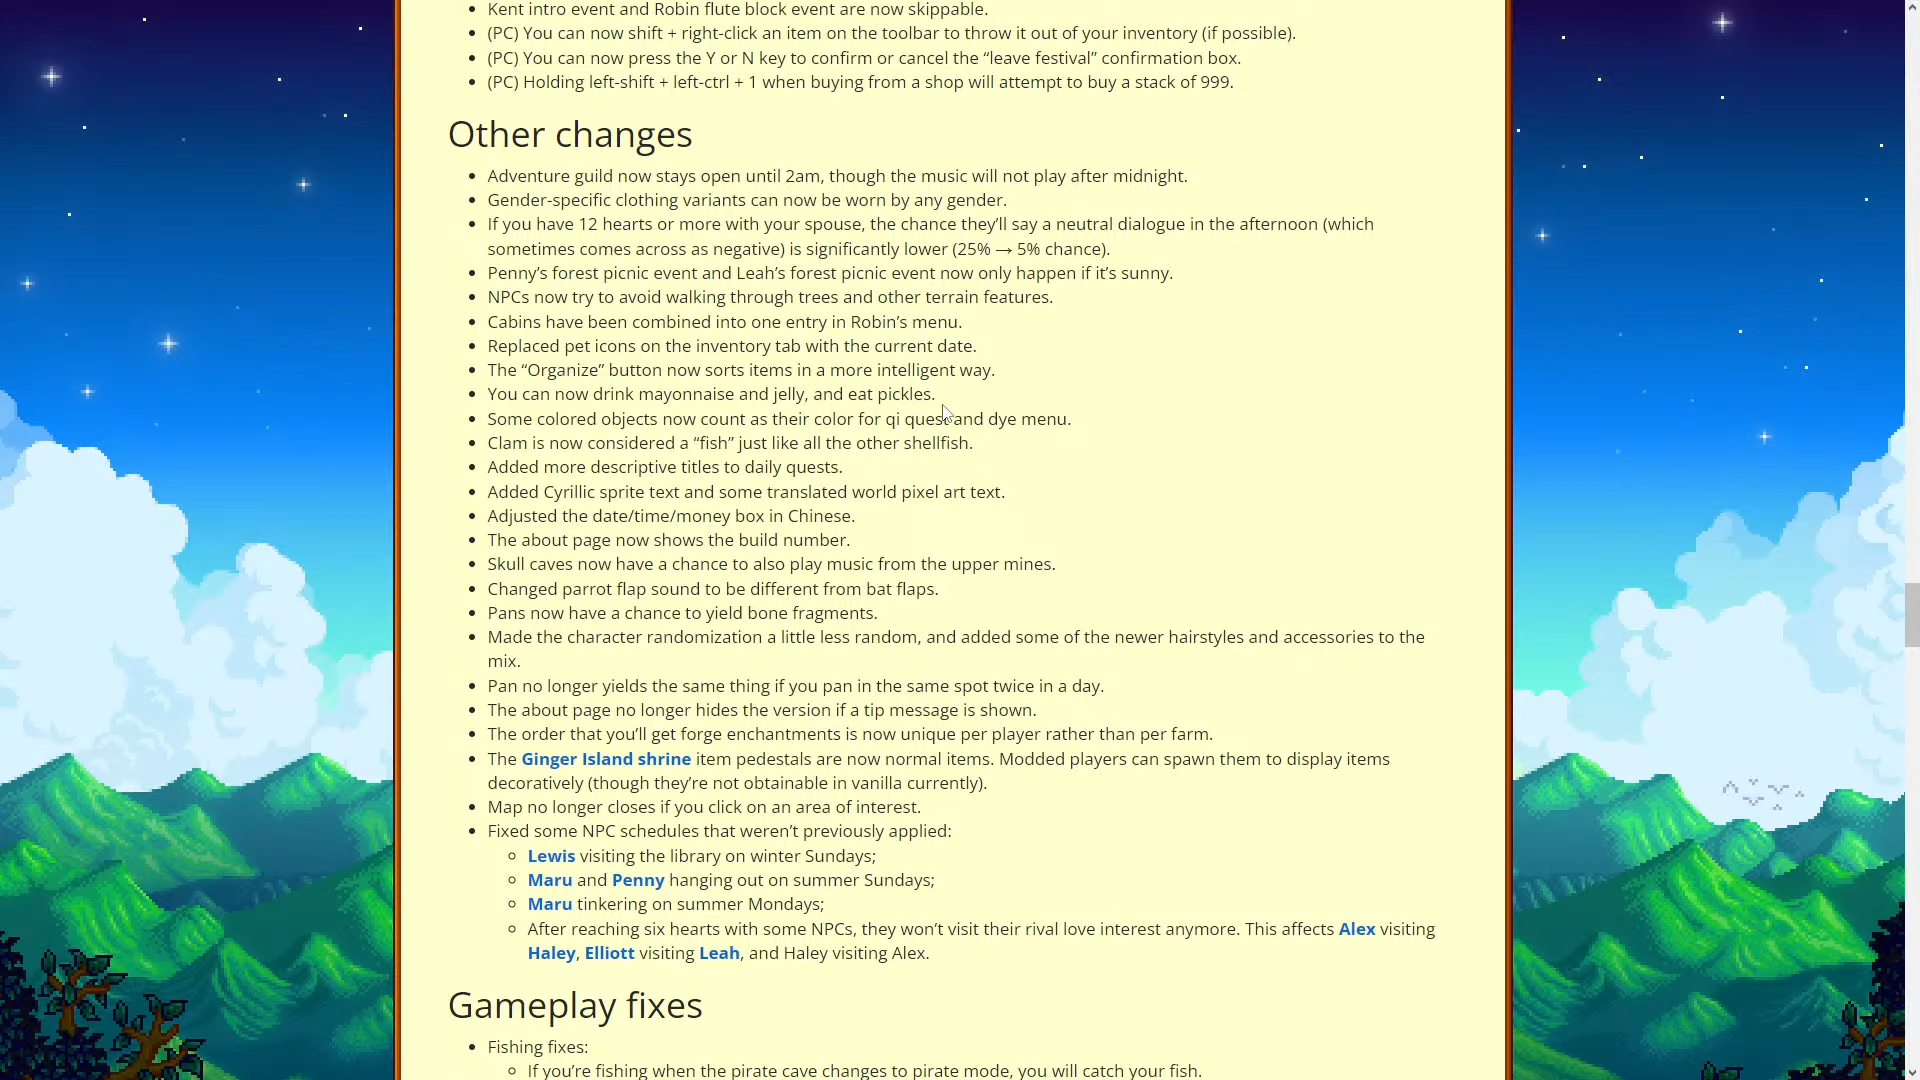 Kent intro event and Robin flute block event are now skippable.
(PC) You can now shift + right-click an item on the toolbar to throw it out of your inventory (if possible).
(PC) You can now press the Y or N key to confirm or cancel the “leave festival” confirmation box.
(PC) Holding left-shift + left-ctrl + 1 when buying from a shop will attempt to buy a stack of 999.
Other changes
Adventure guild now stays open until 2am, though the music will not play after midnight.
Gender-specific clothing variants can now be worn by any gender.
If you have 12 hearts or more with your spouse, the chance they’ll say a neutral dialogue in the afternoon (which
sometimes comes across as negative) is significantly lower (25% → 5% chance).
Penny’s forest picnic event and Leah’s forest picnic event now only happen if it’s sunny.
NPCs now try to avoid walking through trees and other terrain features.
Cabins have been combined into one entry in Robin’s menu.
Replaced pet icons on the inventory tab with the current date.
The “Organize” button now sorts items in a more intelligent way.
You can now drink mayonnaise and jelly, and eat pickles.
Some colored objects now count as their color for qi quest and dye menu.
Clam is now considered a “fish” just like all the other shellfish.
Added more descriptive titles to daily quests.
Added Cyrillic sprite text and some translated world pixel art text.
Adjusted the date/time/money box in Chinese.
The about page now shows the build number.
Skull caves now have a chance to also play music from the upper mines.
Changed parrot flap sound to be different from bat flaps.
Pans now have a chance to yield bone fragments.
Made the character randomization a little less random, and added some of the newer hairstyles and accessories to the
mix.
Pan no longer yields the same thing if you pan in the same spot twice in a day.
The about page no longer hides the version if a tip message is shown.
The order that you’ll get forge enchantments is now unique per player rather than per farm.
The Ginger Island shrine item pedestals are now normal items. Modded players can spawn them to display items
decoratively (though they’re not obtainable in vanilla currently).
Map no longer closes if you click on an area of interest.
Fixed some NPC schedules that weren’t previously applied:
Lewis visiting the library on winter Sundays;
Maru and Penny hanging out on summer Sundays;
Maru tinkering on summer Mondays;
After reaching six hearts with some NPCs, they won’t visit their rival love interest anymore. This affects Alex visiting
Haley, Elliott visiting Leah, and Haley visiting Alex.
Gameplay fixes
Fishing fixes:
If you’re fishing when the pirate cave changes to pirate mode, you will catch your fish.